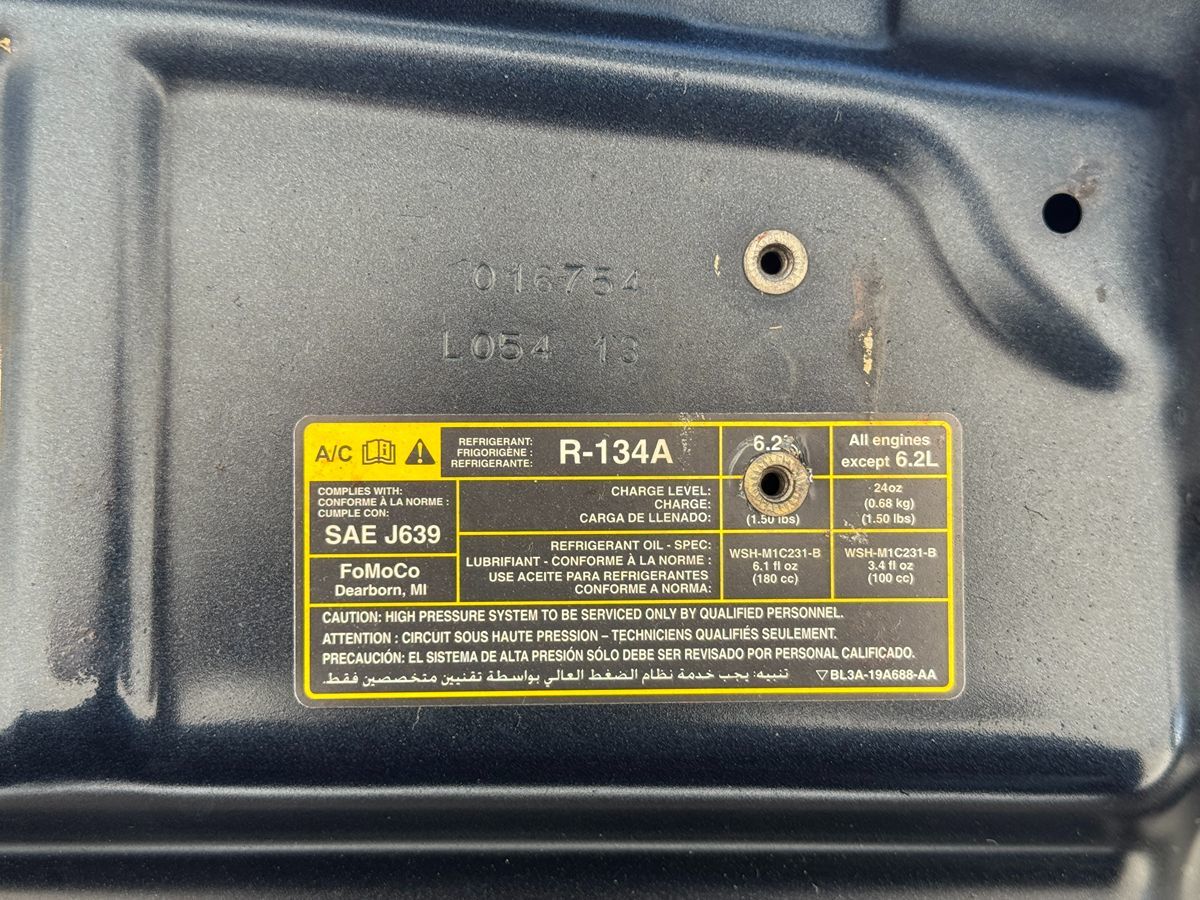 016754
L054 13
A/C
REFRIGERANT:
FRIGORIGÈNE :
REFRIGERANTE:
R-134A
6.2
All engines
except 6.2L
COMPLIES WITH:
CONFORME À LA NORME :
CUMPLE CON:
SAE J639
CHARGE LEVEL:
CHARGE:
CARGA DE LLENADO:
(1.50 lbs)
24oz
(0.68 kg)
(1.50 lbs)
FoMoCo
Dearborn, MI
REFRIGERANT OIL - SPEC:
LUBRIFIANT - CONFORME À LA NORME :
USE ACEITE PARA REFRIGERANTES
CONFORME A NORMA:
WSH-M1C231-B
6.1 fl oz
(180 cc)
WSH-M1C231-B
3.4 fl oz
(100 cc)
CAUTION: HIGH PRESSURE SYSTEM TO BE SERVICED ONLY BY QUALIFIED PERSONNEL.
ATTENTION : CIRCUIT SOUS HAUTE PRESSION – TECHNICIENS QUALIFIÉS SEULEMENT.
PRECAUCIÓN: EL SISTEMA DE ALTA PRESIÓN SÓLO DEBE SER REVISADO POR PERSONAL CALIFICADO.
تنبيه: يجب خدمة نظام الضغط العالي بواسطة تقنيين متخصصين فقط.
▽BL3A-19A688-AA